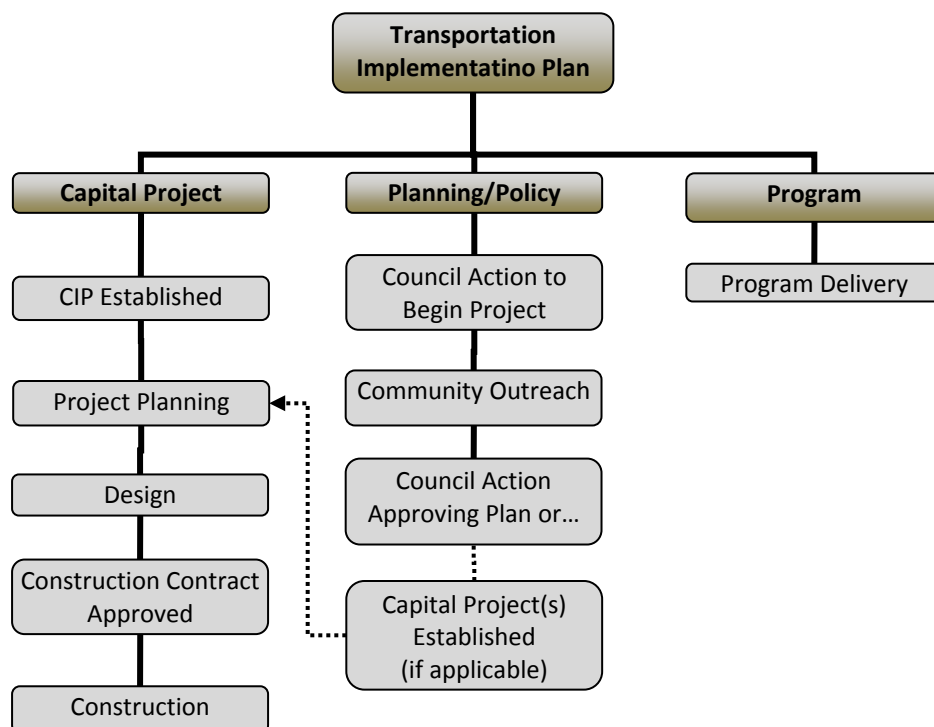 Transportation
Implementatino Plan
Capital Project
Planning/Policy
Program
CIP Established
Council Action to
Begin Project
Program Delivery
Project Planning
Community Outreach
Design
Council Action
Approving Plan or…
Construction Contract
Approved
Capital Project(s)
Established
(if applicable)
Construction